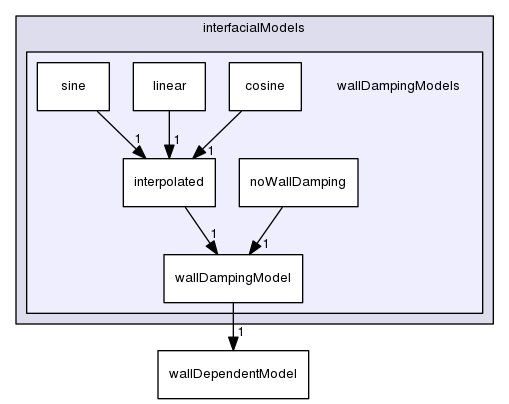 interfacialModels
sine
linear
cosine
wallDampingModels
1
1
1
interpolated
noWallDamping
1
1
wallDampingModel
1
wallDependentModel